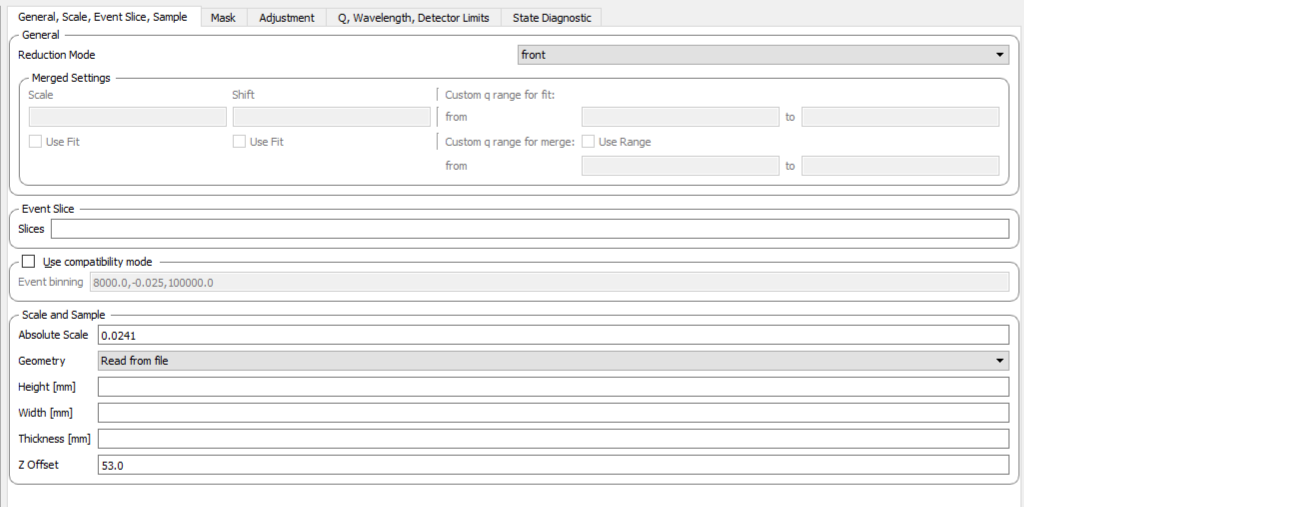 General, Scale, Event Slice, Sample Mask Adjustment Q, Wavelength, Detector Limits State Diagnostic
General
Reduction Mode front
Merged Settings
Scale Shift Custom q range for fit:
from to
Use Fit Use Fit Custom q range for merge: Use Range
from to
Event Slice
Slices
Use compatibility mode
Event binning 8000.0,-0.025,100000.0
Scale and Sample
Absolute Scale 0.0241
Geometry Read from file
Height [mm]
Width [mm]
Thickness [mm]
Z Offset 53.0